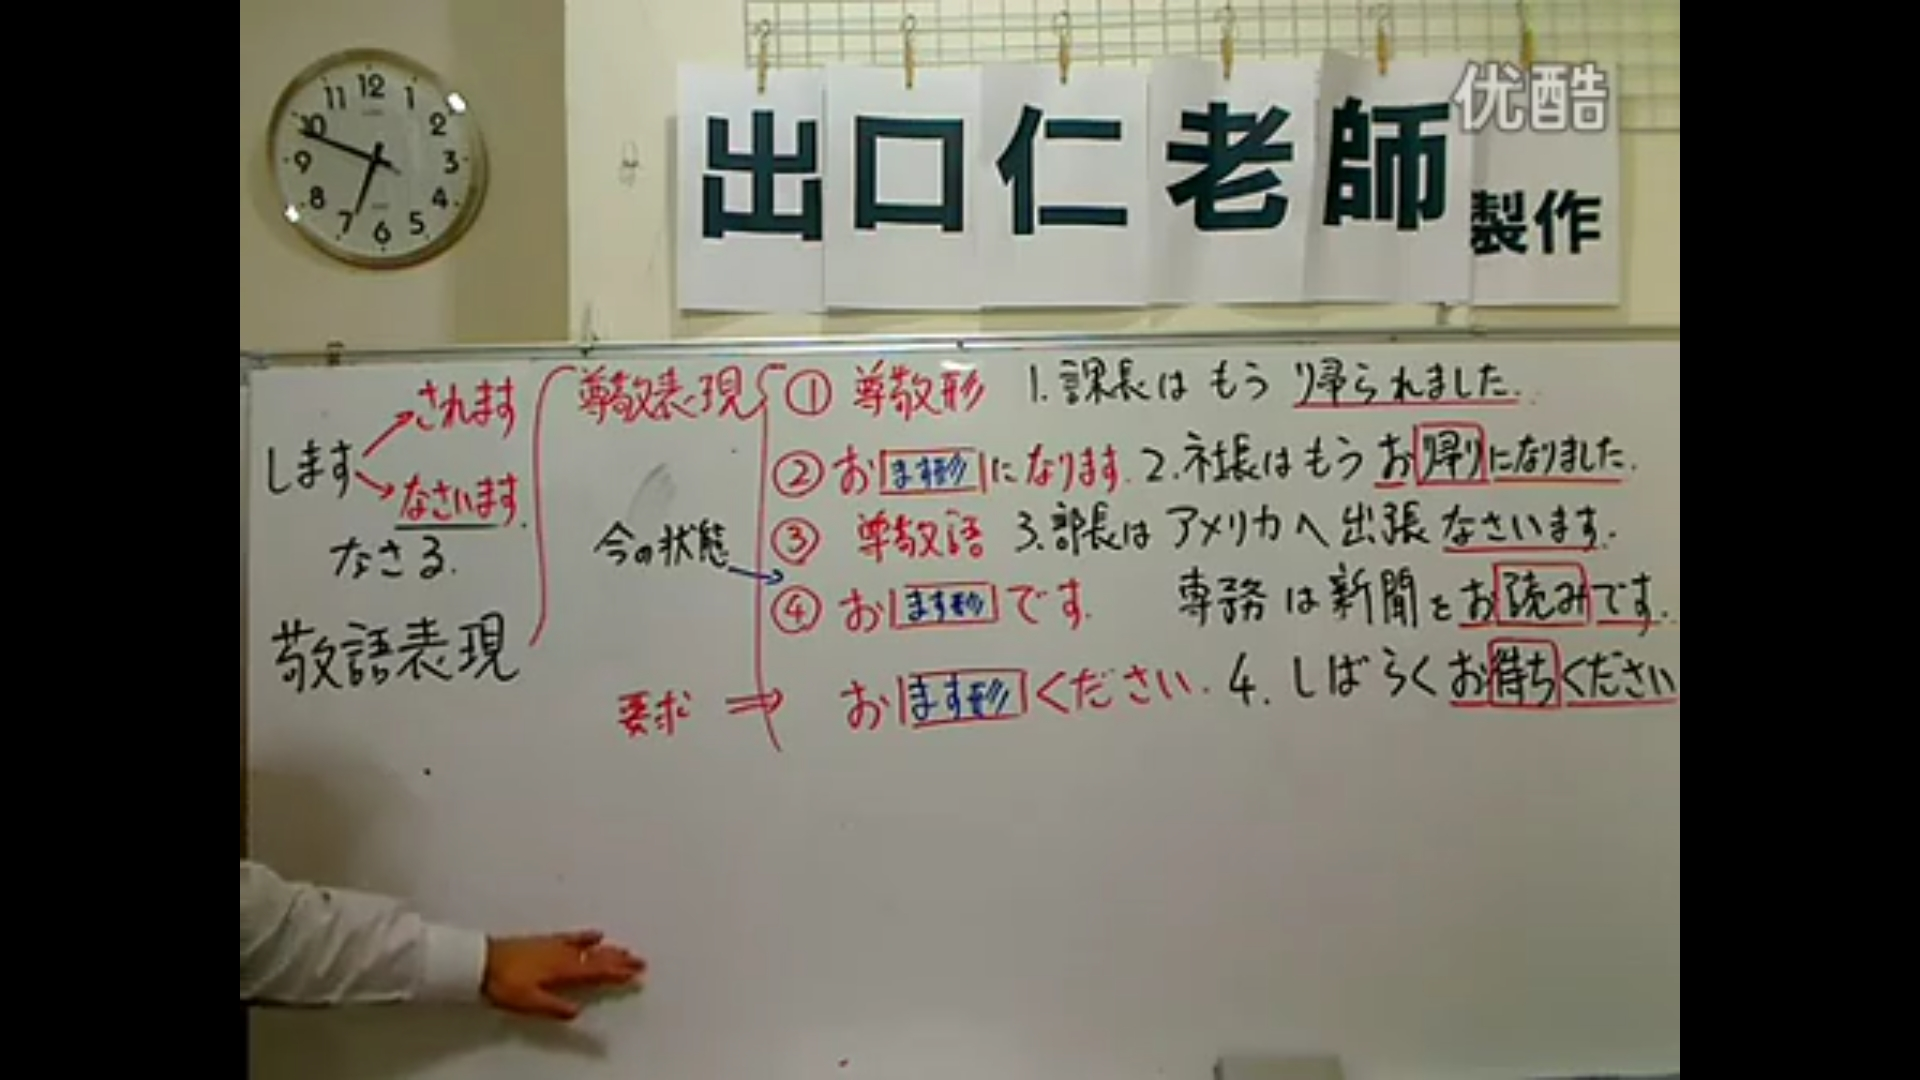 12 1 2 3 4 5 6 7 8 9 10 11
出口仁老師
製作
优酷
します
されます
なさいます.
なさる.
敬語表現
尊敬表現
① 尊敬形 1.課長は もう 帰られました.
② お ます形 になります. 2.社長は もう お帰りになりました.
③ 尊敬語 3.部長は アメリカへ 出張 なさいます.
今の状態
④ お ます形 です. 専務は 新聞を お読みです.
要求 ⇒ お ます形 ください. 4. しばらく お待ちください